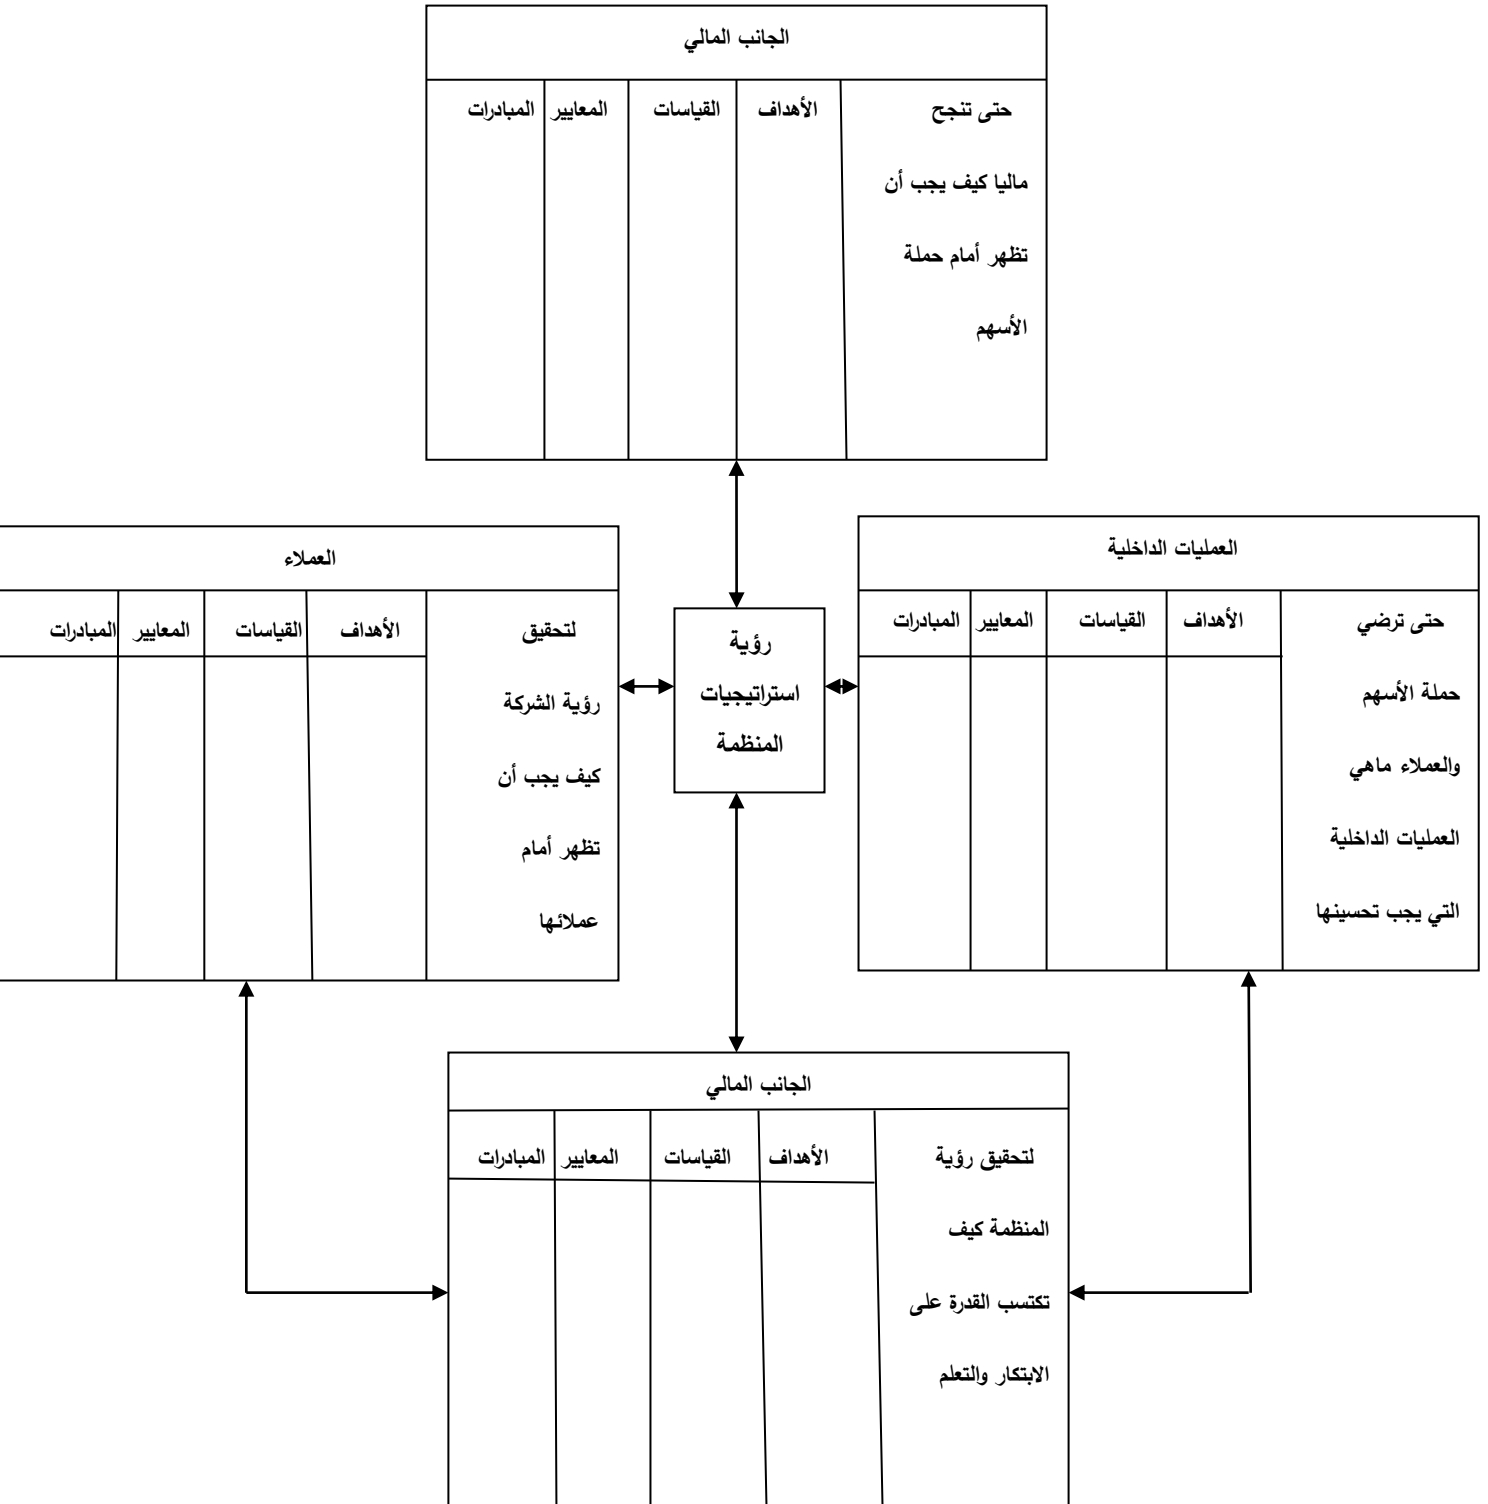 الجانب المالي
حتى تنجح
ماليا كيف يجب أن
تظهر أمام حملة
الأسهم
الأهداف
القياسات
المعايير
المبادرات
العمليات الداخلية
حتى ترضي
حملة الأسهم
والعملاء ماهي
العمليات الداخلية
التي يجب تحسينها
الأهداف
القياسات
المعايير
المبادرات
رؤية
استراتيجيات
المنظمة
العملاء
لتحقيق
ر�ية الشركة
كيف يجب أن
تظهر أمام
عملائها
الأهداف
القياسات
المعايير
المبادرات
الجانب المالي
لتحقيق رؤية
المنظمة كيف
تكتسب القدرة على
الابتكار والتعلم
الأهداف
القياسات
المعايير
المبادرات